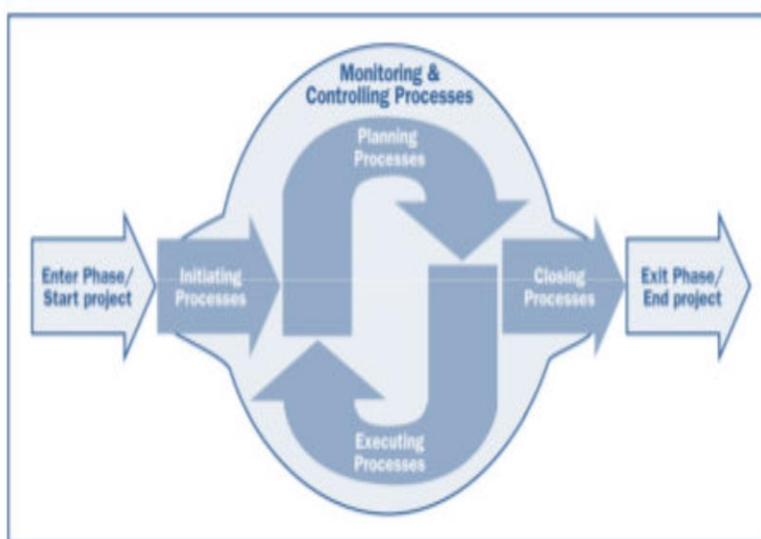 Monitoring &
Controlling Processes
Planning
Processes
Enter Phase/
Start project
Initiating
Processes
Closing
Processes
Exit Phase/
End project
Executing
Processes